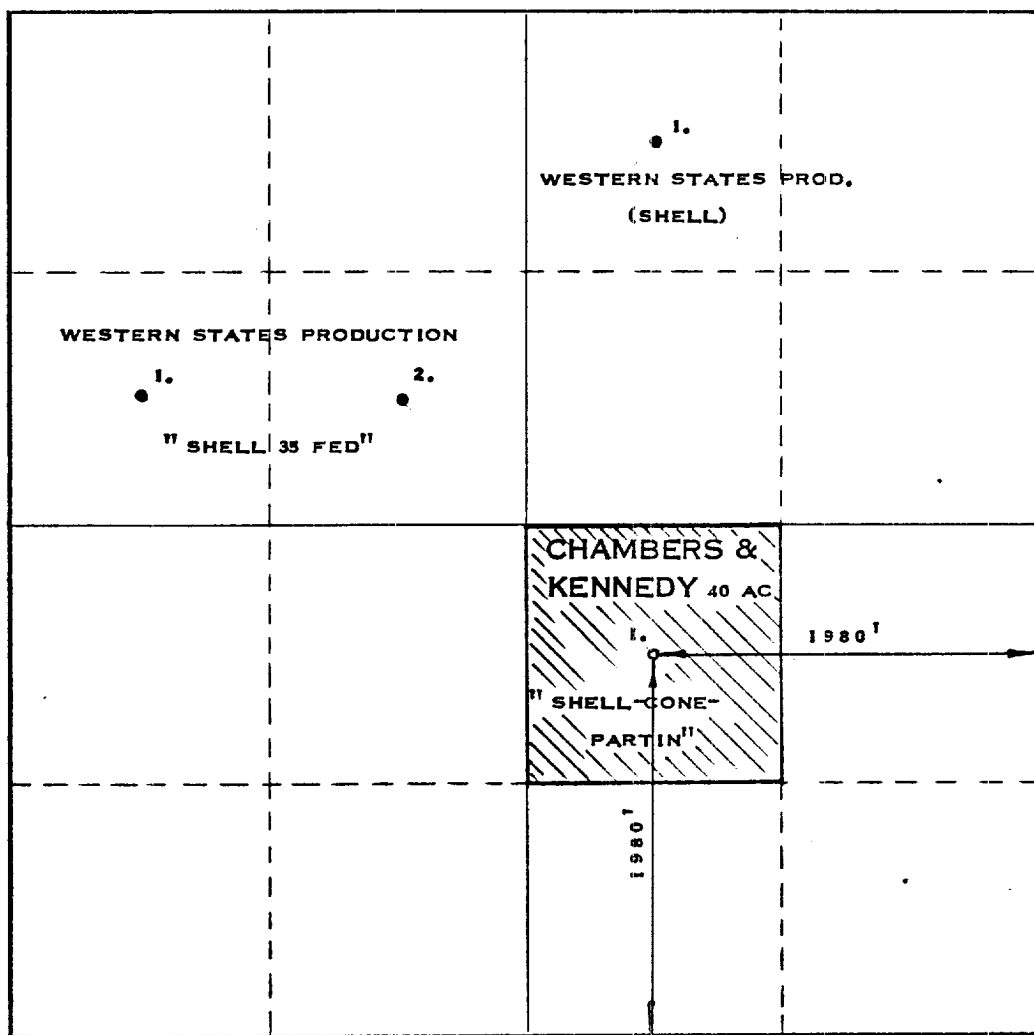 1.
WESTERN STATES PROD.
(SHELL)
WESTERN STATES PRODUCTION
1.
2.
" SHELL 35 FED"
CHAMBERS &
KENNEDY 40 AC
1.
1980'
" SHELL-CONE-
PARTIN"
1980'